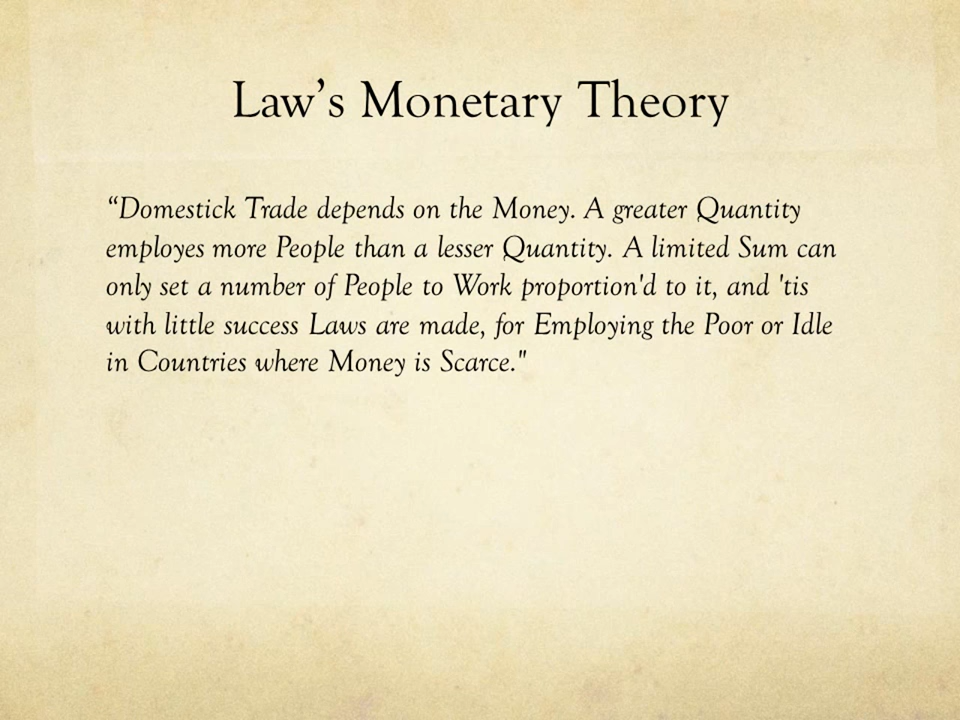 Law’s Monetary Theory
“Domestick Trade depends on the Money. A greater Quantity
employes more People than a lesser Quantity. A limited Sum can
only set a number of People to Work proportion'd to it, and 'tis
with little success Laws are made, for Employing the Poor or Idle
in Countries where Money is Scarce."